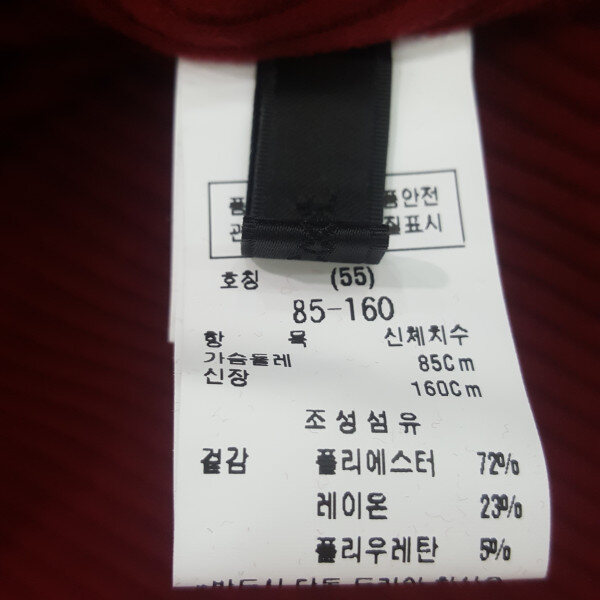 품 품안전
관 질표시
호칭 (55)
85-160
항 목 신체치수
가슴둘레 85Cm
신장 160Cm
조성섬유
겉감 폴리에스터 72%
레이온 23%
폴리우레탄 5%